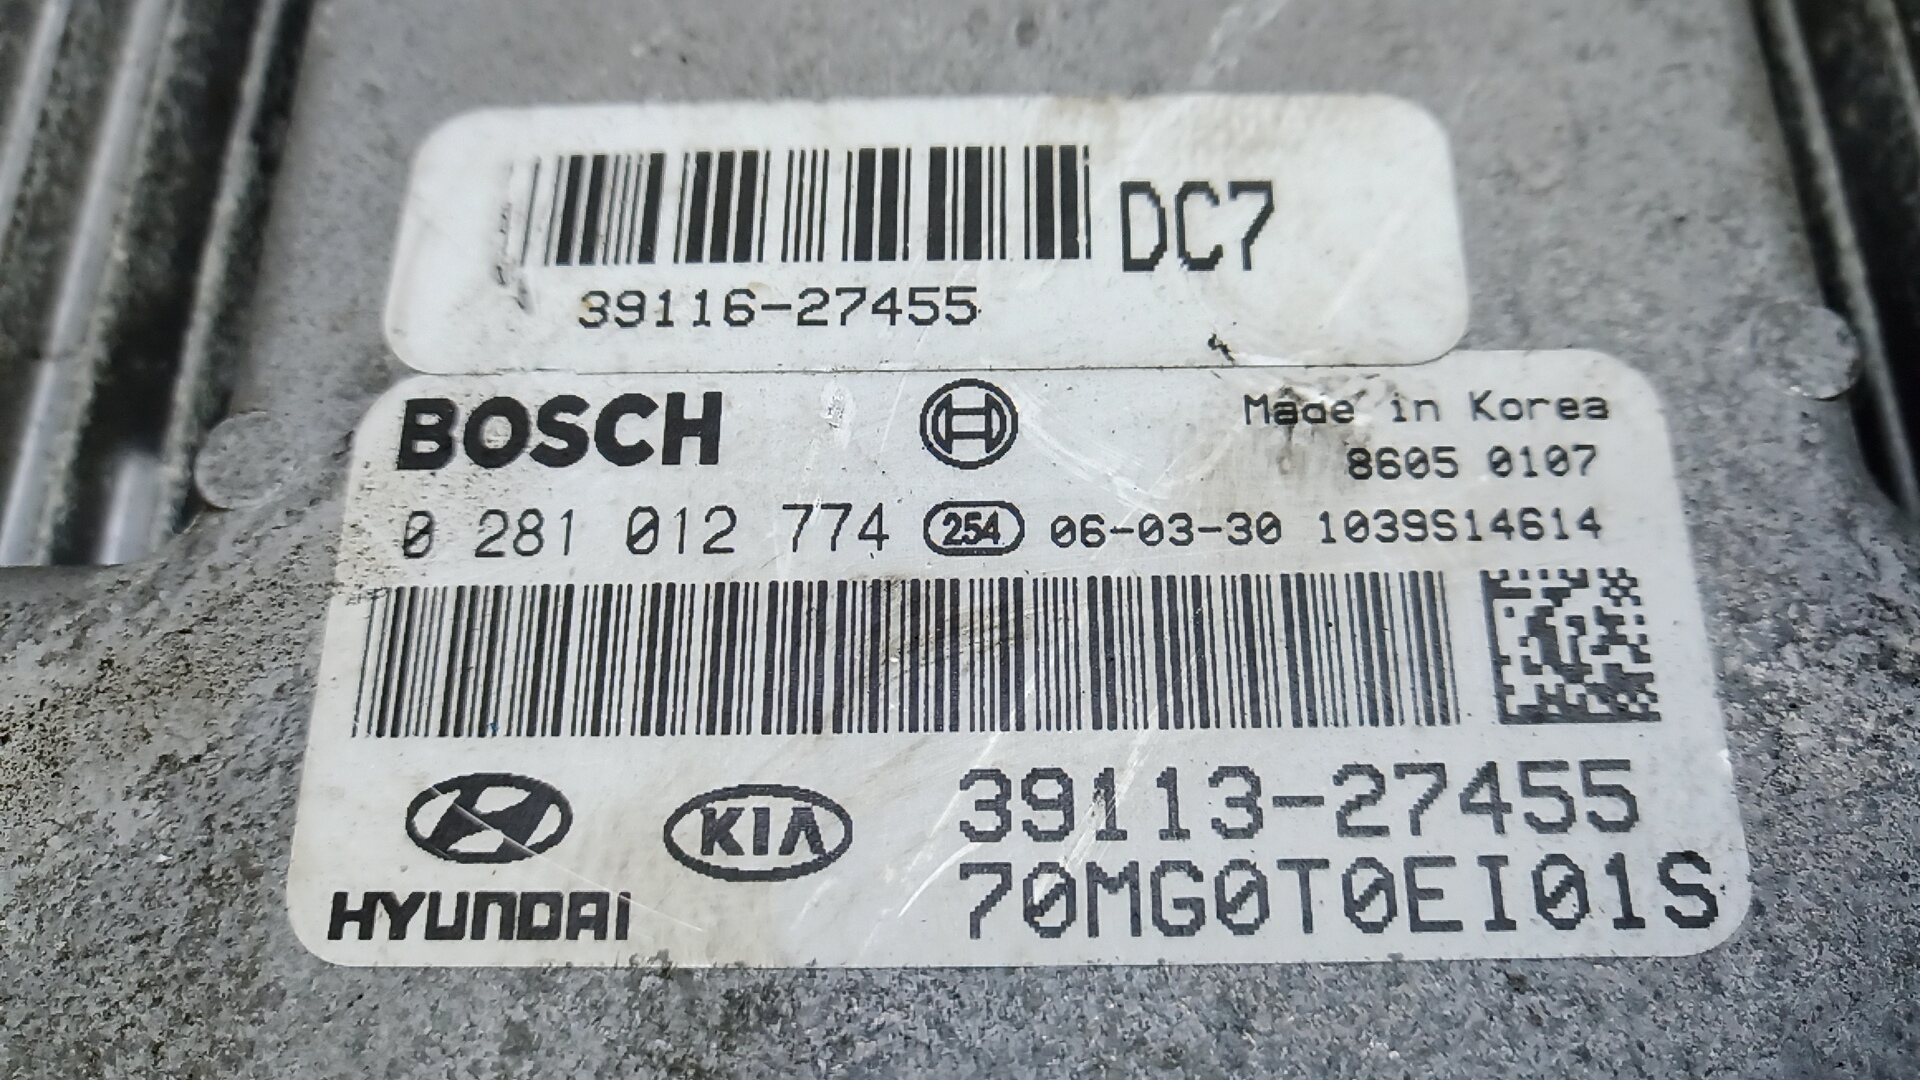 DC7
39116-27455
BOSCH
Made in Korea
8605 0107
0 281 012 774 254 06-03-30 1039S14614
HYUNDAI
KIA
39113-27455
70MG0T0EI01S